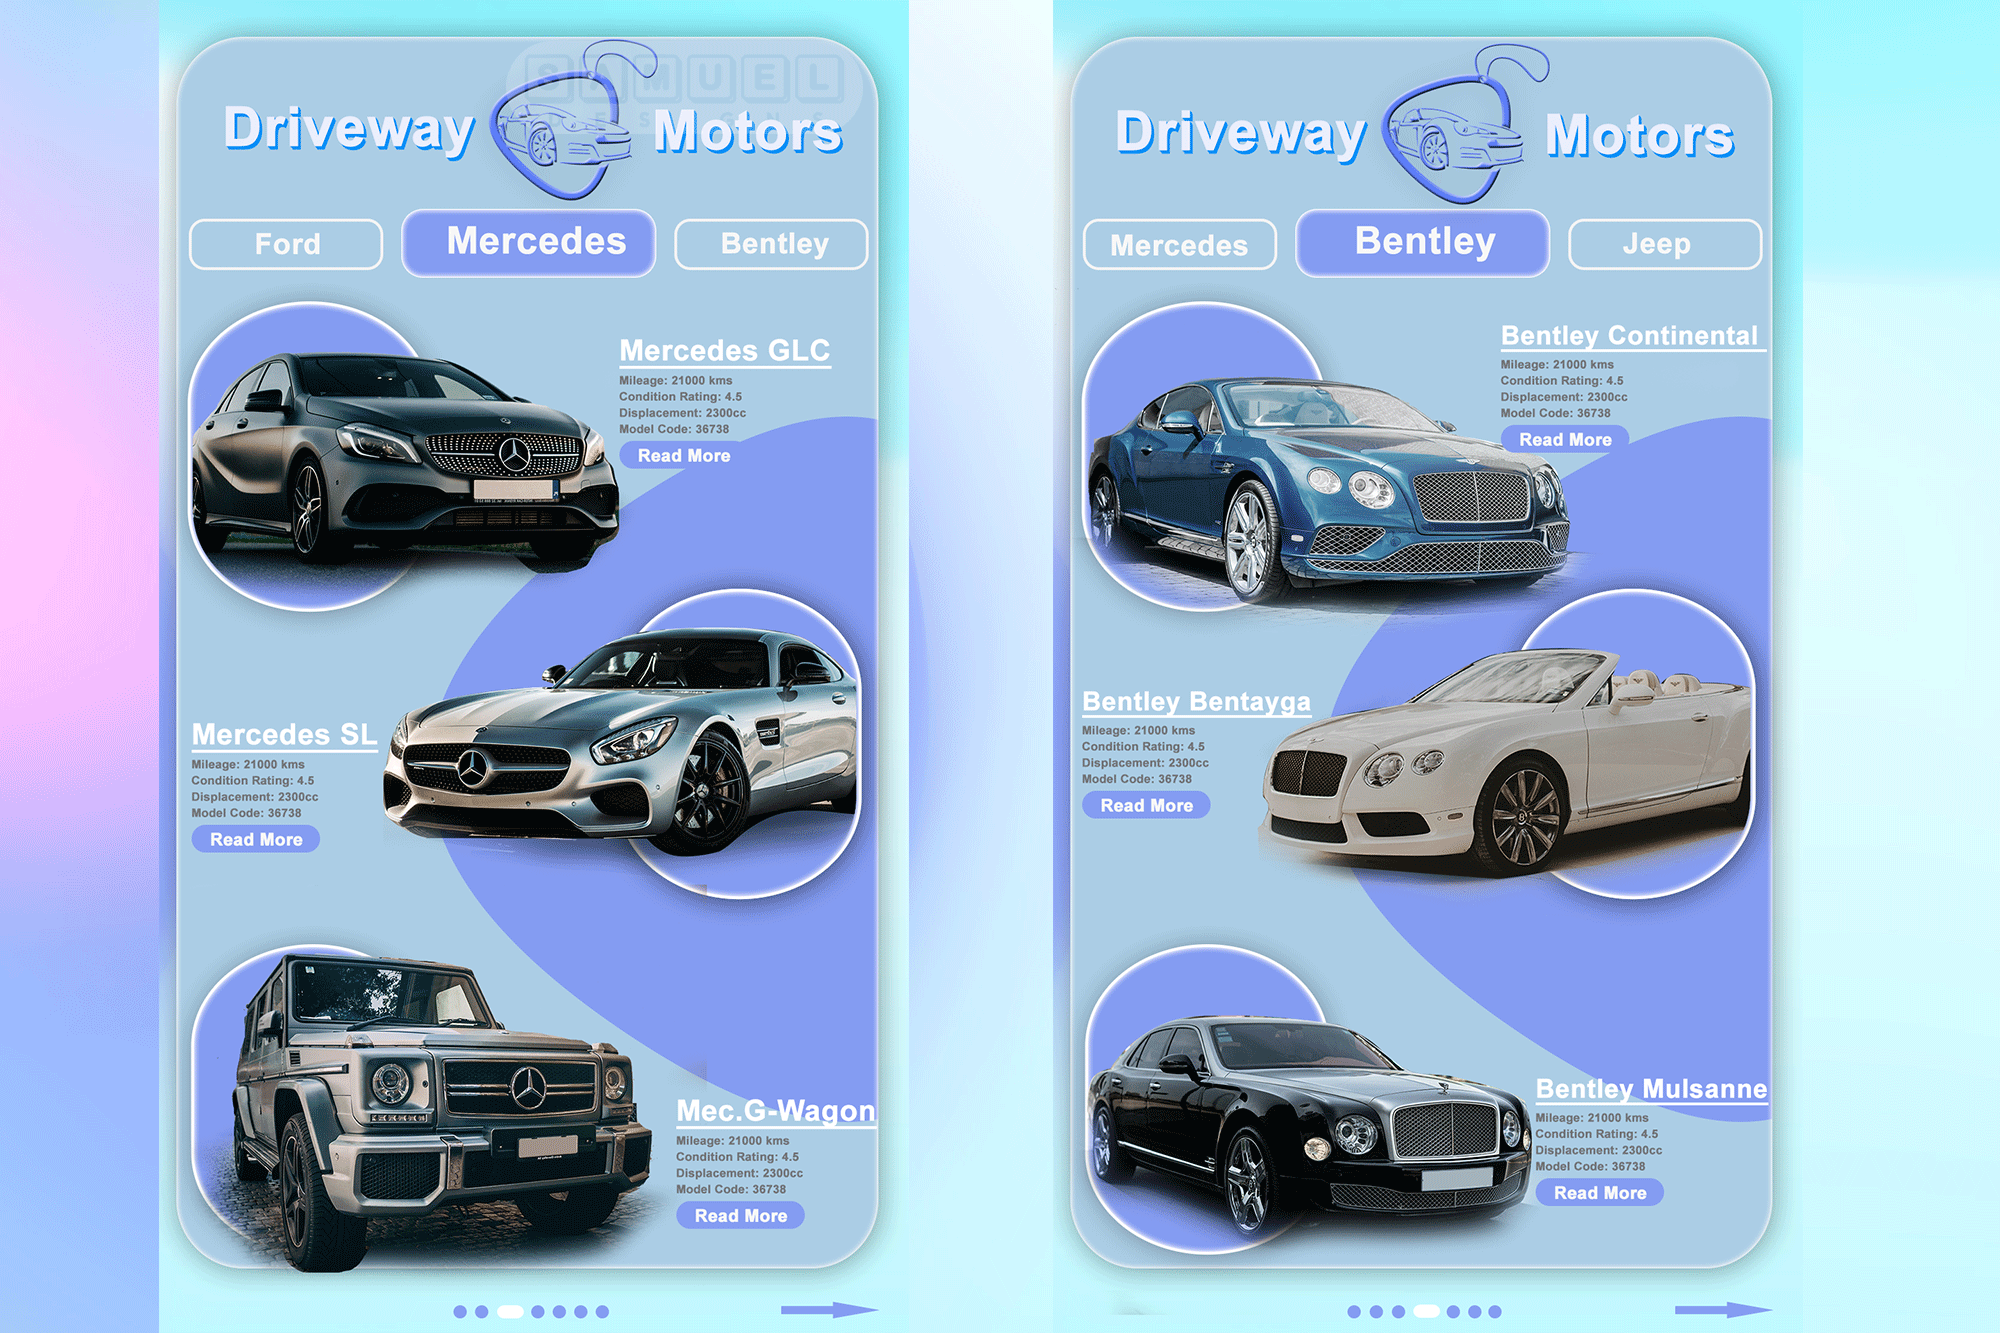 SAMUEL
DESIGNS
Driveway Motors
Ford
Mercedes
Bentley
Mercedes GLC
Mileage: 21000 kms
Condition Rating: 4.5
Displacement: 2300cc
Model Code: 36738
Read More
Mercedes SL
Mileage: 21000 kms
Condition Rating: 4.5
Displacement: 2300cc
Model Code: 36738
Read More
Mec.G-Wagon
Mileage: 21000 kms
Condition Rating: 4.5
Displacement: 2300cc
Model Code: 36738
Read More
Driveway Motors
Mercedes
Bentley
Jeep
Bentley Continental
Mileage: 21000 kms
Condition Rating: 4.5
Displacement: 2300cc
Model Code: 36738
Read More
Bentley Bentayga
Mileage: 21000 kms
Condition Rating: 4.5
Displacement: 2300cc
Model Code: 36738
Read More
Bentley Mulsanne
Mileage: 21000 kms
Condition Rating: 4.5
Displacement: 2300cc
Model Code: 36738
Read More